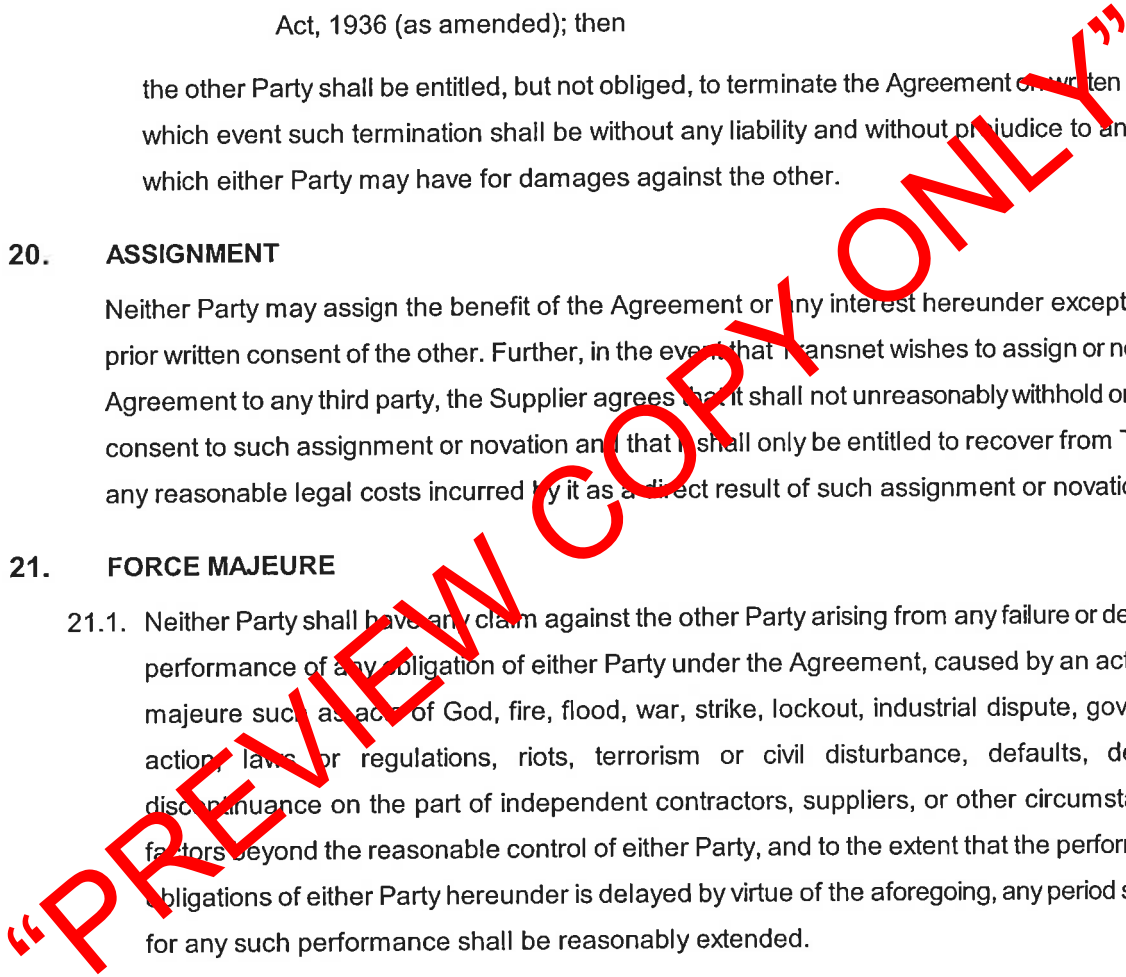 Act, 1936 (as amended); then
the other Party shall be entitled, but not obliged, to terminate the Agreement on written
which event such termination shall be without any liability and without prejudice to an
which either Party may have for damages against the other.
20. ASSIGNMENT
Neither Party may assign the benefit of the Agreement or any interest hereunder except
prior written consent of the other. Further, in the event that Transnet wishes to assign or n
Agreement to any third party, the Supplier agrees that it shall not unreasonably withhold o
consent to such assignment or novation and that it shall only be entitled to recover from T
any reasonable legal costs incurred by it as a direct result of such assignment or novatio
21. FORCE MAJEURE
21.1. Neither Party shall have any claim against the other Party arising from any failure or de
performance of any obligation of either Party under the Agreement, caused by an act
majeure such as acts of God, fire, flood, war, strike, lockout, industrial dispute, gov
action, laws or regulations, riots, terrorism or civil disturbance, defaults, de
discontinuance on the part of independent contractors, suppliers, or other circumst
factors beyond the reasonable control of either Party, and to the extent that the perfor
obligations of either Party hereunder is delayed by virtue of the aforegoing, any period s
for any such performance shall be reasonably extended.
“PREVIEW COPY ONLY”